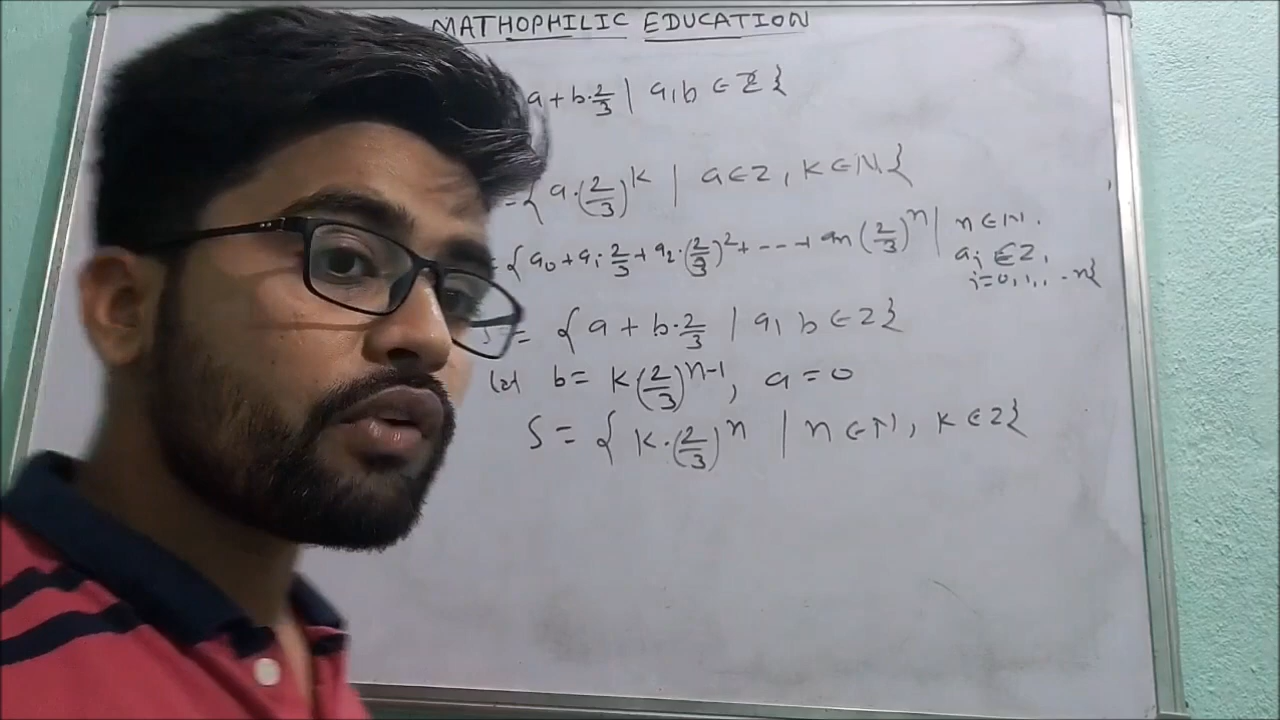 MATHOPHILIC EDUCATION
a + b·2/3 | a, b ∈ Z }
= { a·(2/3)^k | a ∈ Z, k ∈ N }
= { a0 + a1·2/3 + a2·(2/3)^2 + --- + an (2/3)^n | n ∈ N.
ai ∈ Z,
i=0,1,..-n}
S = { a + b·2/3 | a, b ∈ Z }
b = k(2/3)^n-1, a = 0
S = { k·(2/3)^n | n ∈ N, k ∈ Z }